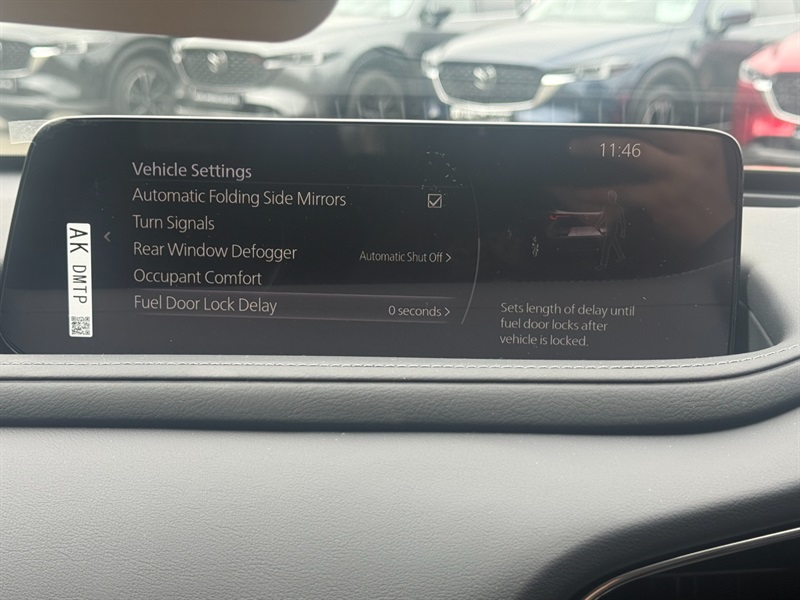 11:46
Vehicle Settings
Automatic Folding Side Mirrors
Turn Signals
Rear Window Defogger Automatic Shut Off >
Occupant Comfort
Fuel Door Lock Delay 0 seconds >
Sets length of delay until
fuel door locks after
vehicle is locked.
AK DMTP